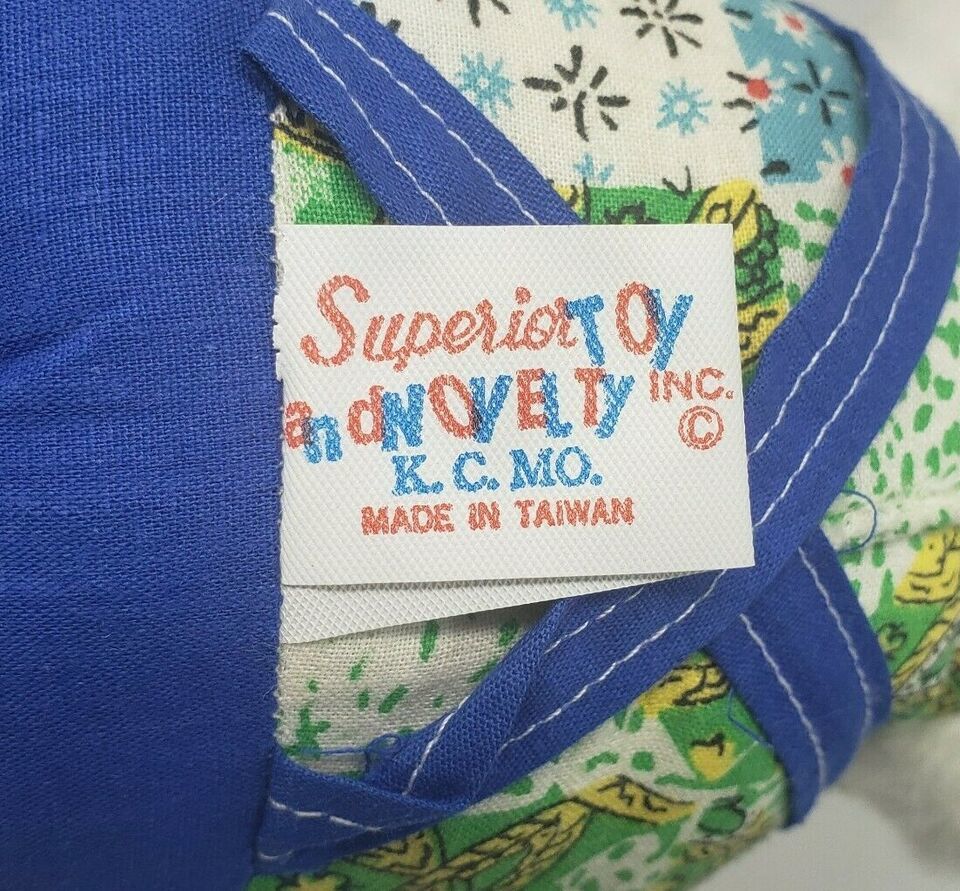 Superior TOY
and NOVELTY INC.
©
K.C. MO.
MADE IN TAIWAN